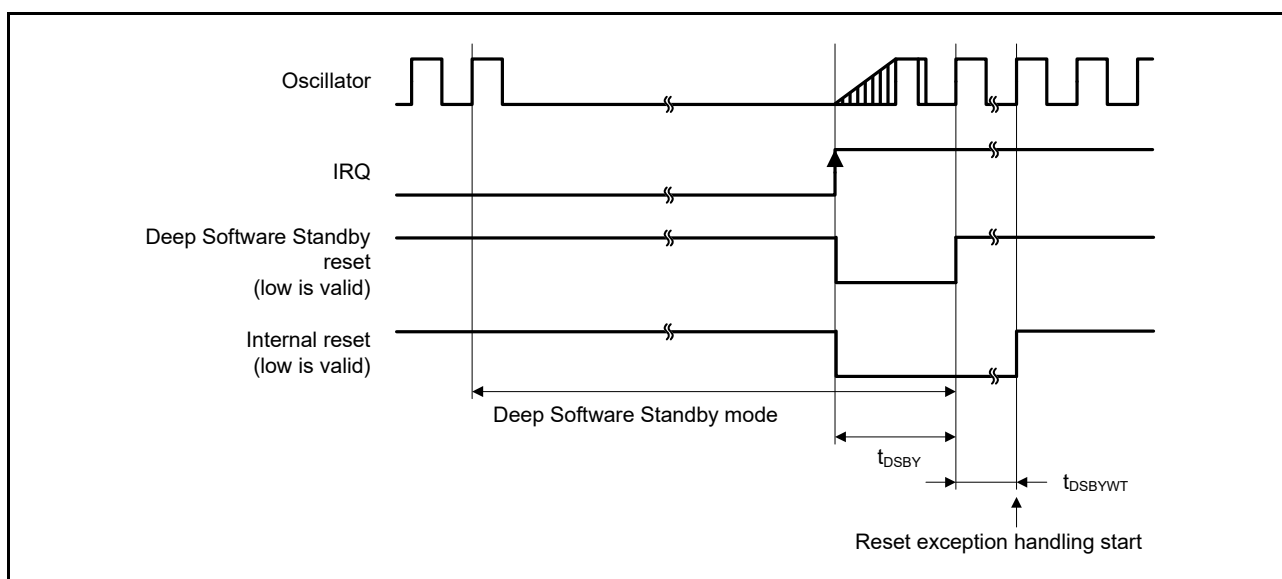 Oscillator
IRQ
Deep Software Standby
reset
(low is valid)
Internal reset
(low is valid)
Deep Software Standby mode
tDSBY
tDSBYWT
Reset exception handling start